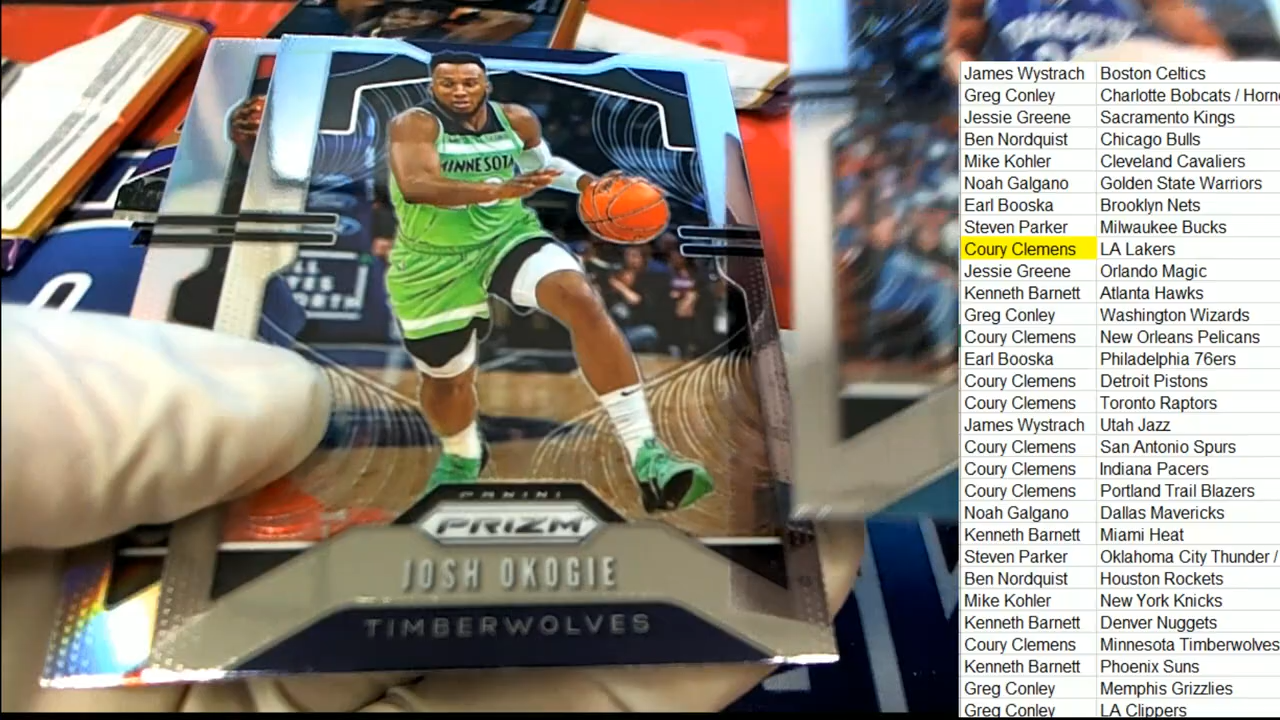 MINNESOTA
PANINI
PRIZM
JOSH OKOGIE
TIMBERWOLVES
James Wystrach Boston Celtics
Greg Conley Charlotte Bobcats / Horn
Jessie Greene Sacramento Kings
Ben Nordquist Chicago Bulls
Mike Kohler Cleveland Cavaliers
Noah Galgano Golden State Warriors
Earl Booska Brooklyn Nets
Steven Parker Milwaukee Bucks
Coury Clemens LA Lakers
Jessie Greene Orlando Magic
Kenneth Barnett Atlanta Hawks
Greg Conley Washington Wizards
Coury Clemens New Orleans Pelicans
Earl Booska Philadelphia 76ers
Coury Clemens Detroit Pistons
Coury Clemens Toronto Raptors
James Wystrach Utah Jazz
Coury Clemens San Antonio Spurs
Coury Clemens Indiana Pacers
Coury Clemens Portland Trail Blazers
Noah Galgano Dallas Mavericks
Kenneth Barnett Miami Heat
Steven Parker Oklahoma City Thunder /
Ben Nordquist Houston Rockets
Mike Kohler New York Knicks
Kenneth Barnett Denver Nuggets
Coury Clemens Minnesota Timberwolves
Kenneth Barnett Phoenix Suns
Greg Conley Memphis Grizzlies
Greg Conley LA Clippers